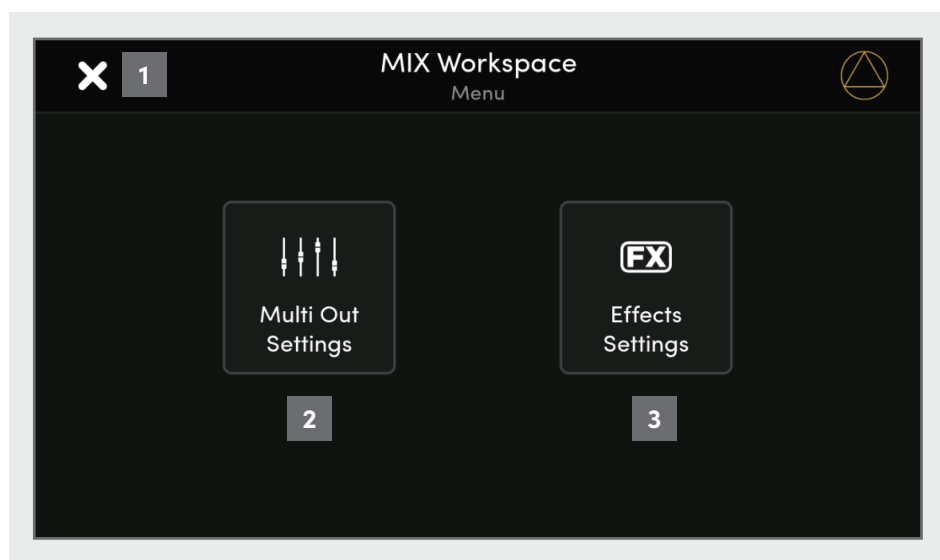 1
MIX Workspace
Menu
Multi Out
Settings
FX
Effects
Settings
2
3